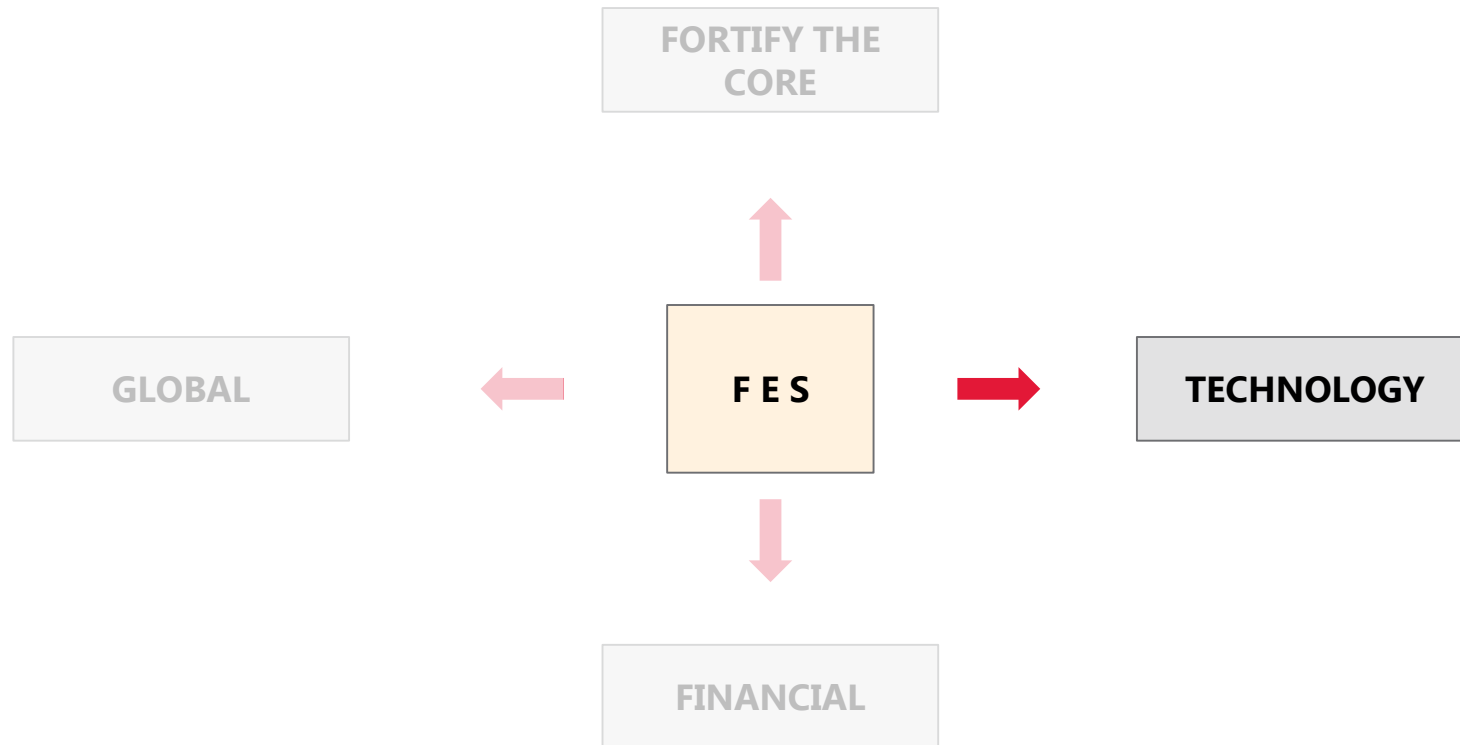 FORTIFY THE
CORE
GLOBAL
F E S
TECHNOLOGY
FINANCIAL